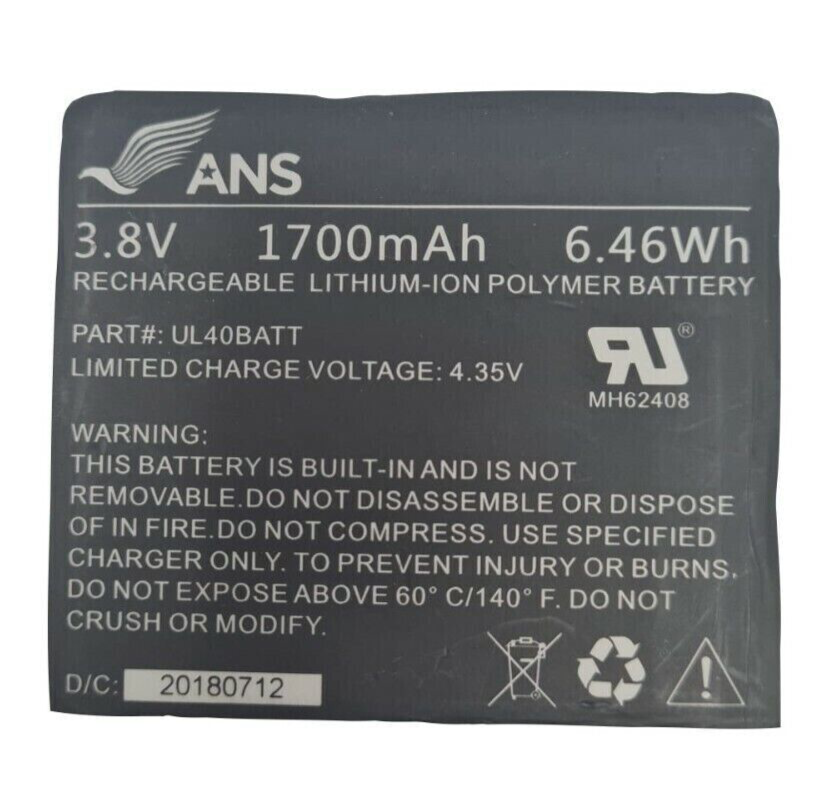 ANS
3.8V 1700mAh 6.46Wh
RECHARGEABLE LITHIUM-ION POLYMER BATTERY
PART#: UL40BATT
LIMITED CHARGE VOLTAGE: 4.35V
RU®
MH62408
WARNING:
THIS BATTERY IS BUILT-IN AND IS NOT
REMOVABLE.DO NOT DISASSEMBLE OR DISPOSE
OF IN FIRE.DO NOT COMPRESS. USE SPECIFIED
CHARGER ONLY. TO PREVENT INJURY OR BURNS.
DO NOT EXPOSE ABOVE 60° C/140° F. DO NOT
CRUSH OR MODIFY.
D/C: 20180712